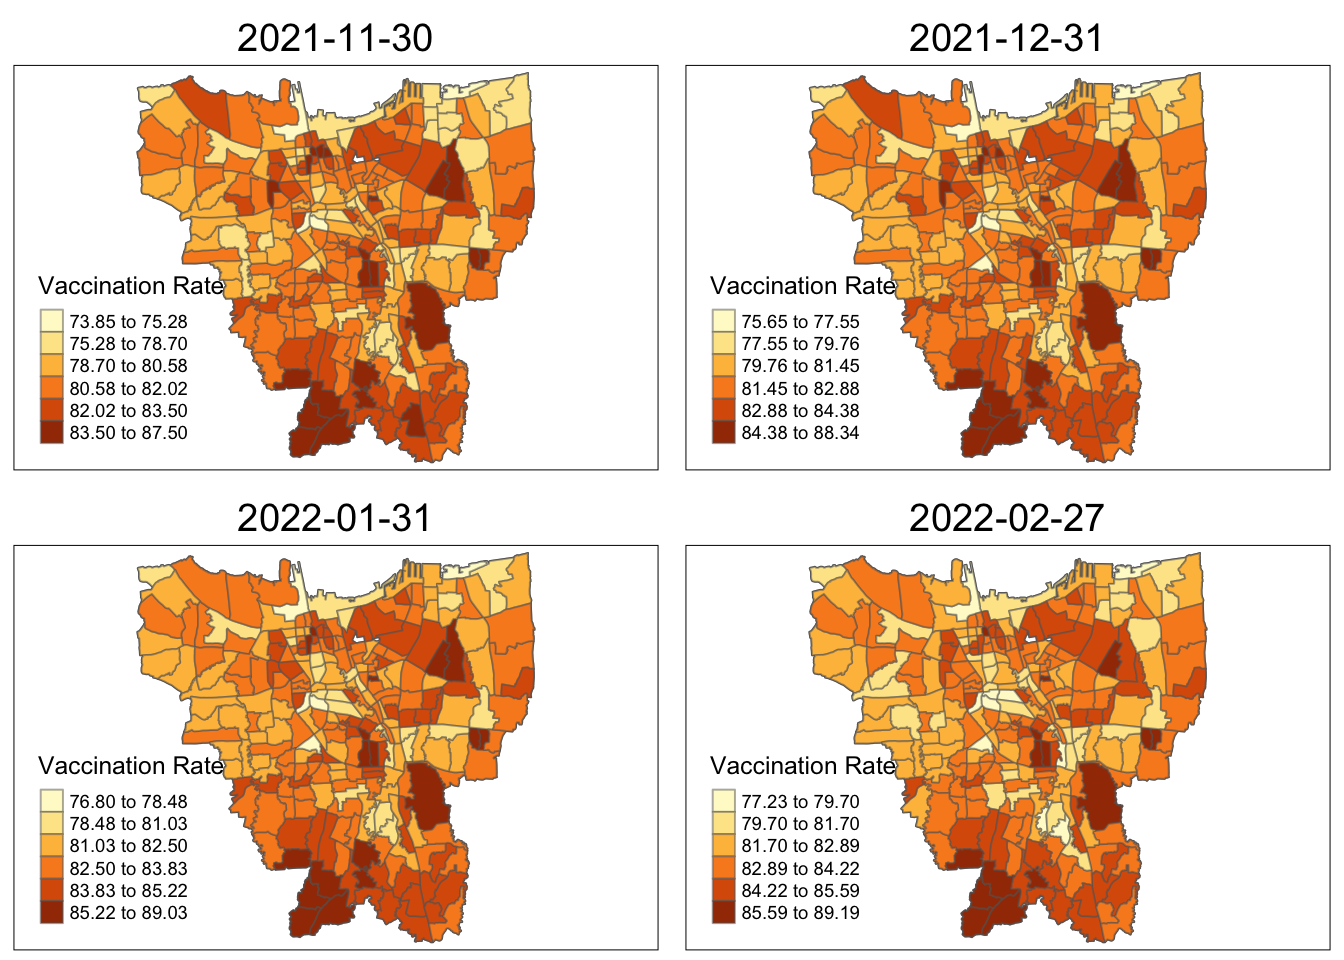 2021-11-30
Vaccination Rate
73.85 to 75.28
75.28 to 78.70
78.70 to 80.58
80.58 to 82.02
82.02 to 83.50
83.50 to 87.50
2021-12-31
Vaccination Rate
75.65 to 77.55
77.55 to 79.76
79.76 to 81.45
81.45 to 82.88
82.88 to 84.38
84.38 to 88.34
2022-01-31
Vaccination Rate
76.80 to 78.48
78.48 to 81.03
81.03 to 82.50
82.50 to 83.83
83.83 to 85.22
85.22 to 89.03
2022-02-27
Vaccination Rate
77.23 to 79.70
79.70 to 81.70
81.70 to 82.89
82.89 to 84.22
84.22 to 85.59
85.59 to 89.19